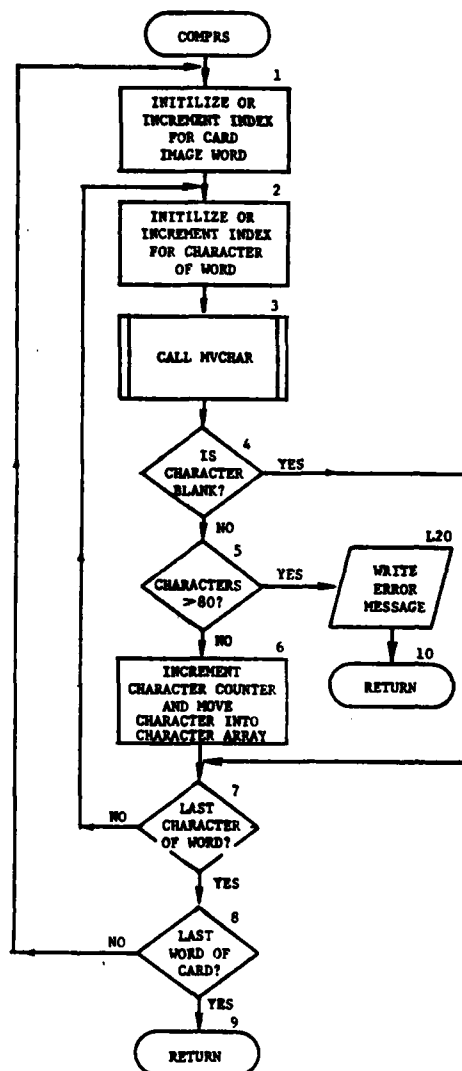 COMPRS
1
INITILIZE OR
INCREMENT INDEX
FOR CARD
IMAGE WORD
2
INITILIZE OR
INCREMENT INDEX
FOR CHARACTER
OF WORD
3
CALL MVCHAR
4
IS
CHARACTER
BLANK?
YES
NO
5
CHARACTERS
>80?
YES
NO
L20
WRITE
ERROR
MESSAGE
10
RETURN
6
INCREMENT
CHARACTER COUNTER
AND MOVE
CHARACTER INTO
CHARACTER ARRAY
7
LAST
CHARACTER
OF WORD?
NO
YES
8
LAST
WORD OF
CARD?
NO
YES
9
RETURN